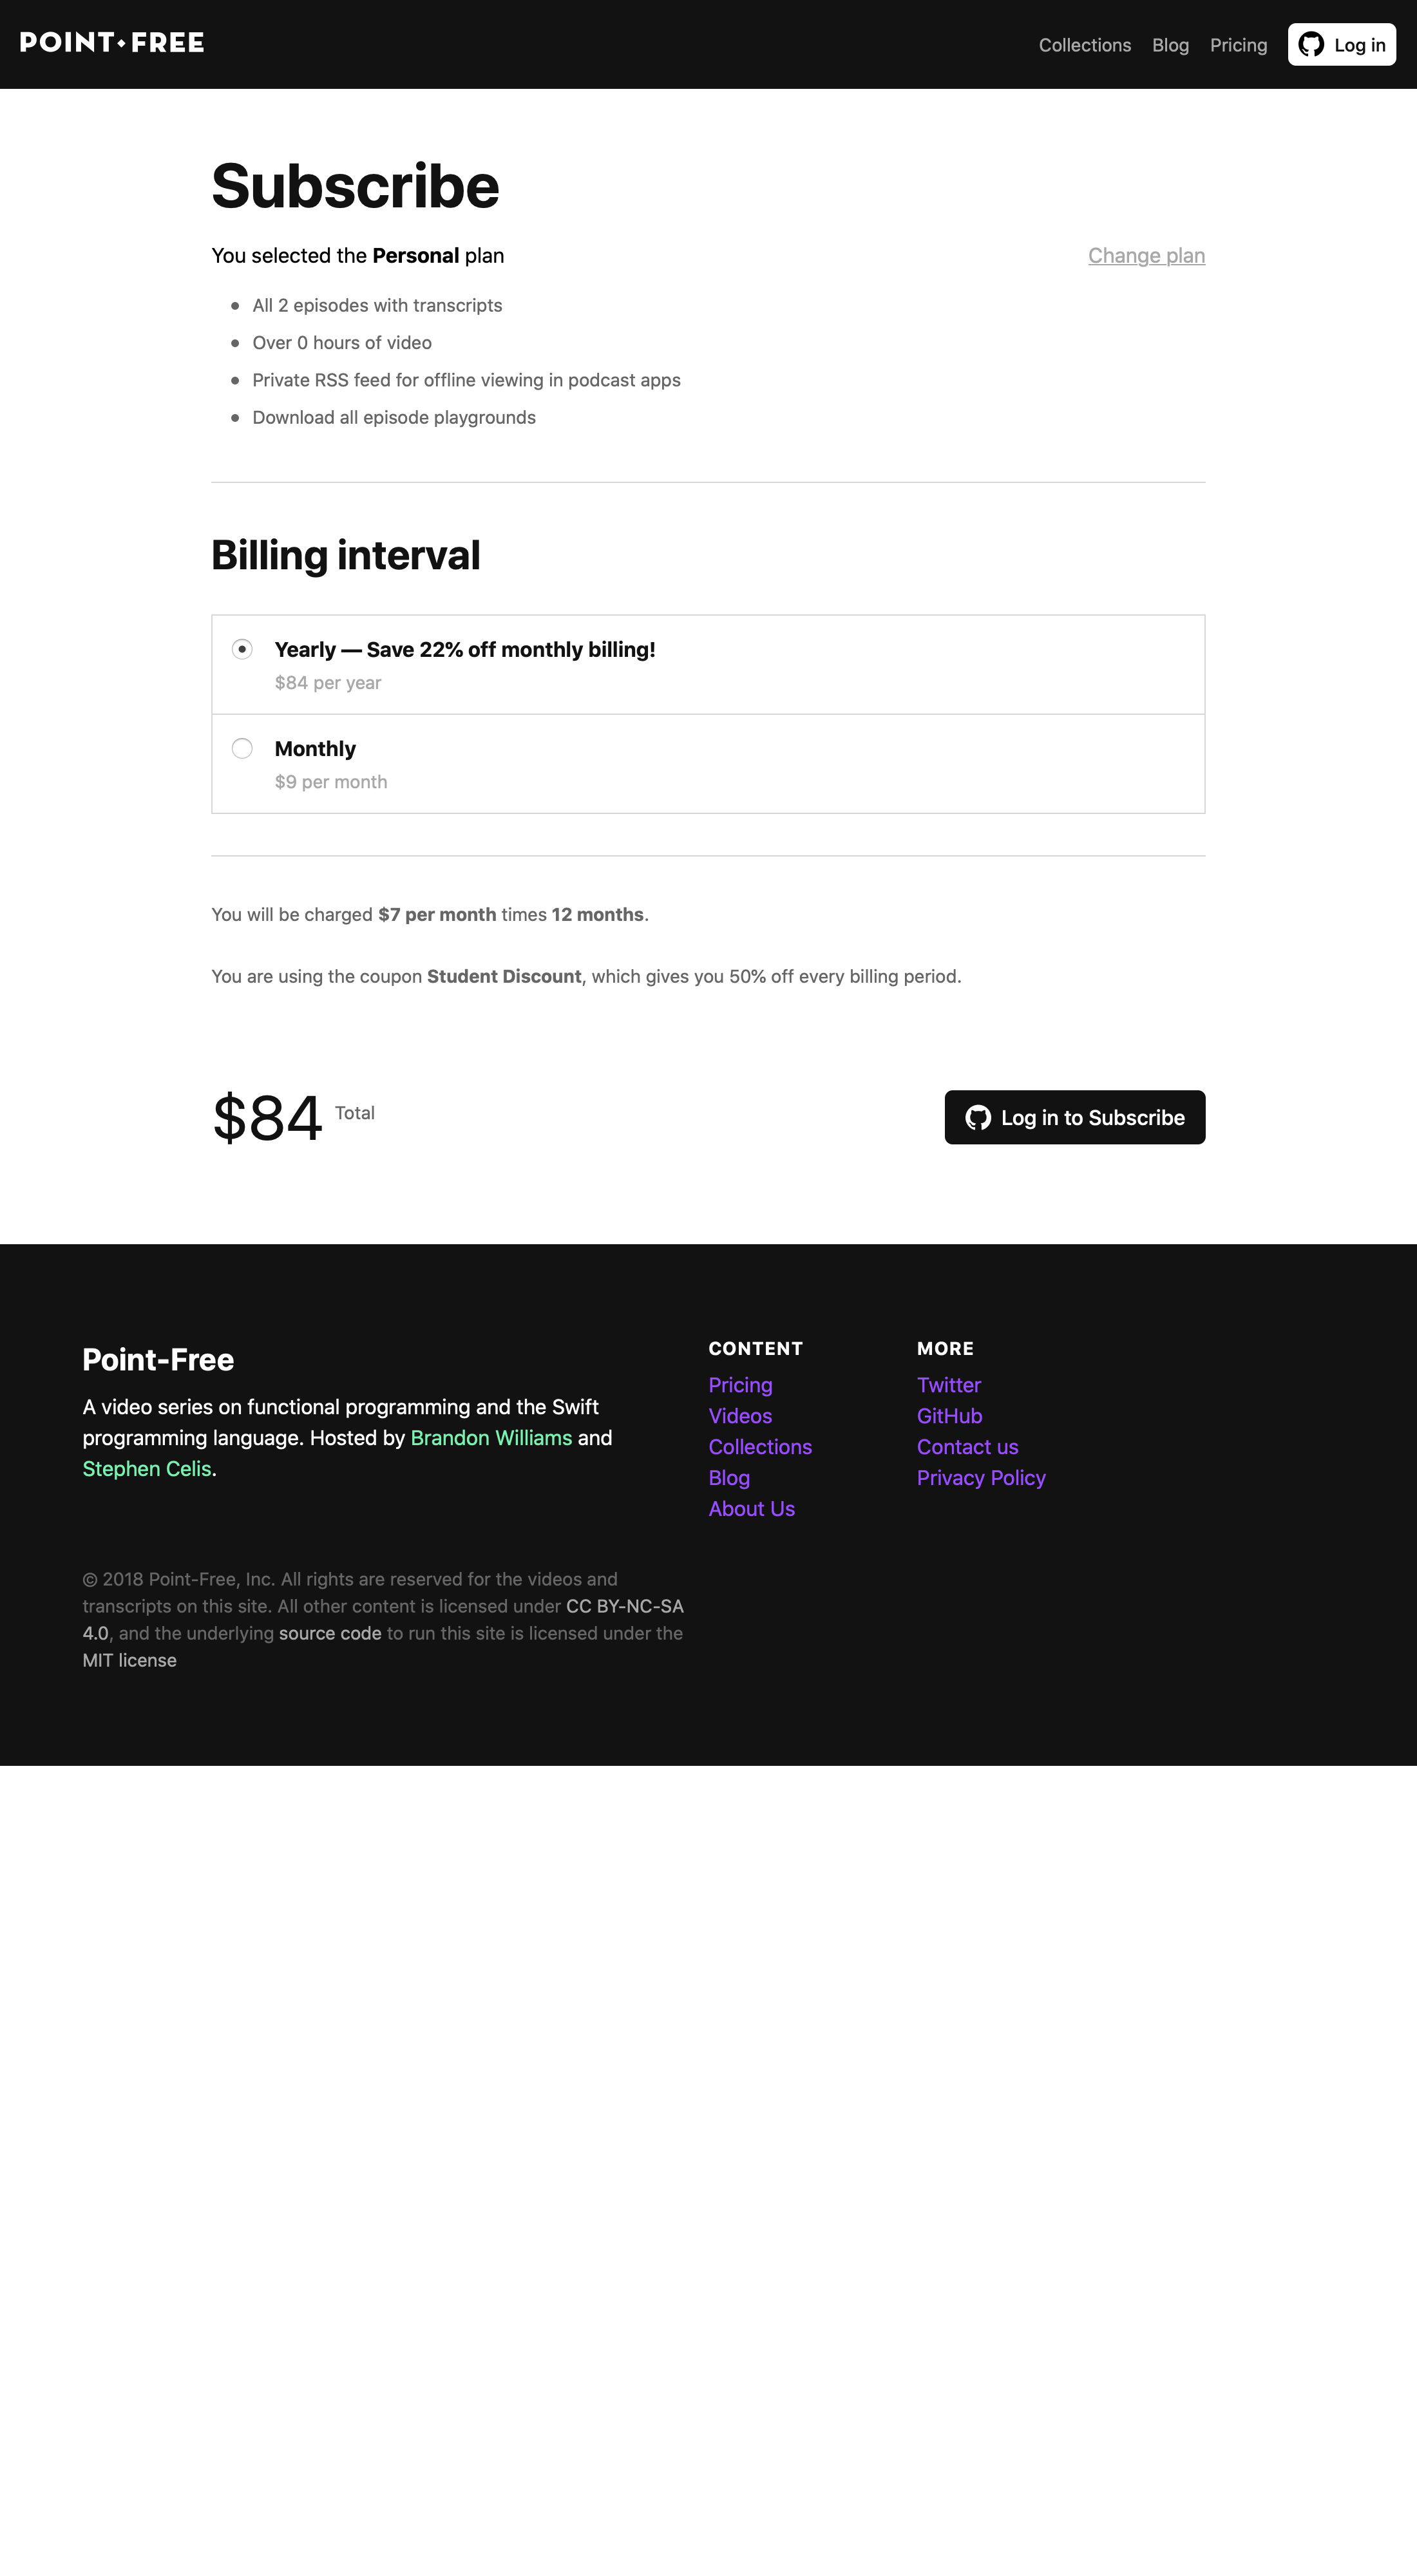 POINT•FREE
Collections Blog Pricing Log in
Subscribe
You selected the Personal plan
Change plan
All 2 episodes with transcripts
Over 0 hours of video
Private RSS feed for offline viewing in podcast apps
Download all episode playgrounds
Billing interval
Yearly — Save 22% off monthly billing!
$84 per year
Monthly
$9 per month
You will be charged $7 per month times 12 months.
You are using the coupon Student Discount, which gives you 50% off every billing period.
$84 Total
Log in to Subscribe
Point-Free
A video series on functional programming and the Swift
programming language. Hosted by Brandon Williams and
Stephen Celis.
CONTENT
Pricing
Videos
Collections
Blog
About Us
MORE
Twitter
GitHub
Contact us
Privacy Policy
© 2018 Point-Free, Inc. All rights are reserved for the videos and
transcripts on this site. All other content is licensed under CC BY-NC-SA
4.0, and the underlying source code to run this site is licensed under the
MIT license